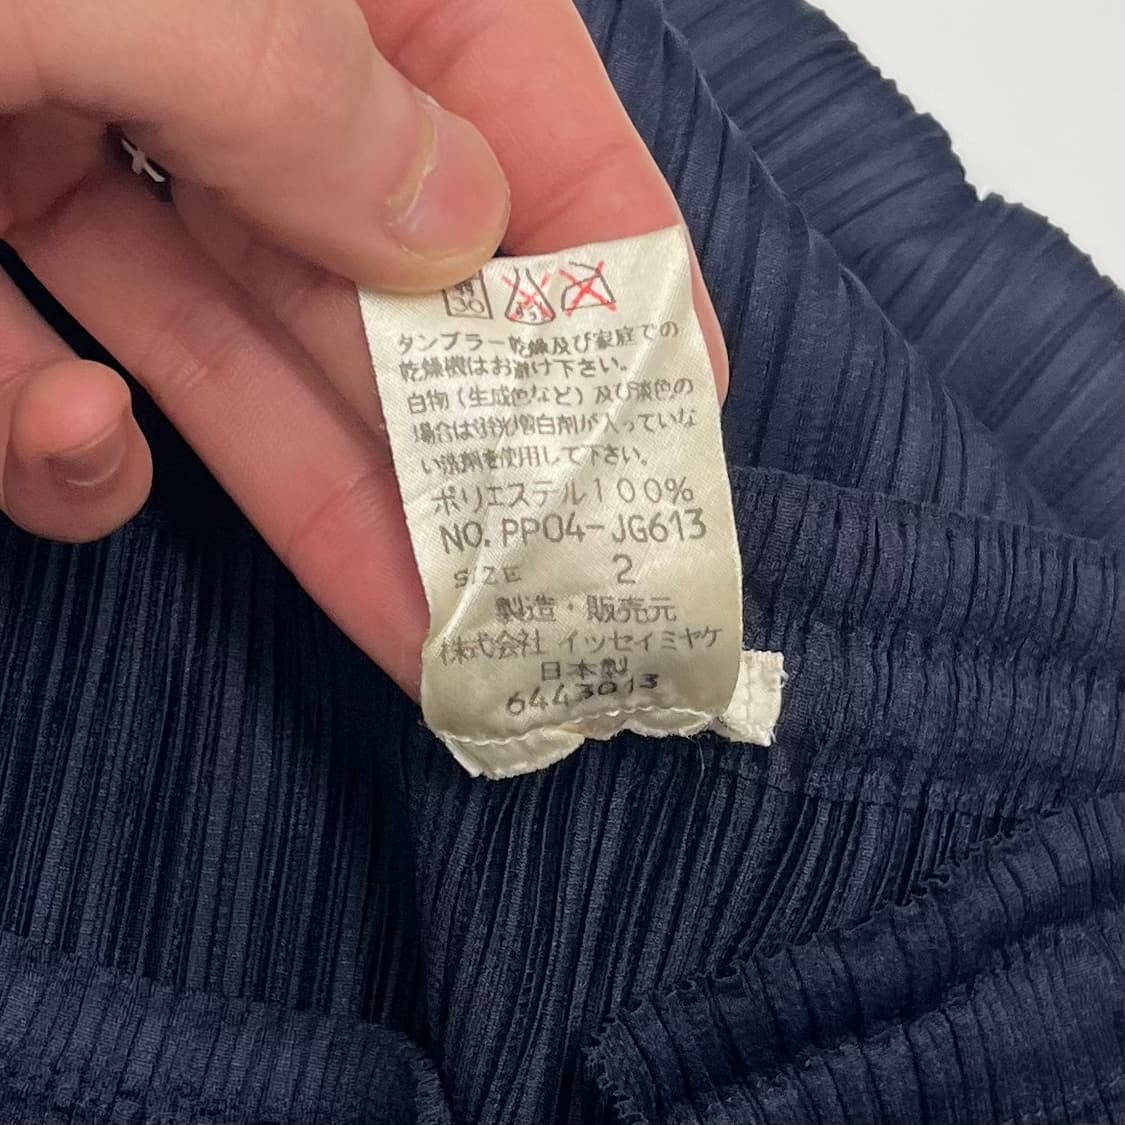 30
タンブラー乾燥及び家庭での
乾燥機はお避け下さい。
白物(生成色など)及び淡色の
場合は蛍光増白剤が入っていな
い洗剤を使用して下さい。
ポリエステル100%
NO. PP04-JG613
SIZE 2
製造・販売元
株式会社 イッセイミヤケ
日本製
6443013